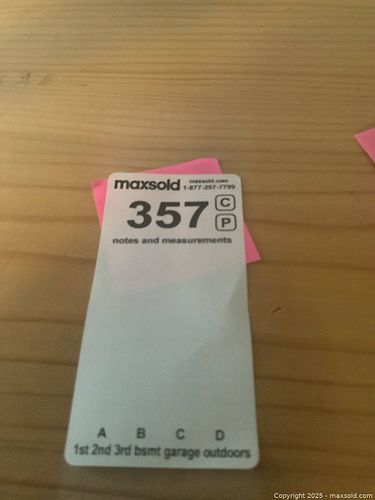 maxsold maxsold.com
1-877-257-7799
357 C
P
notes and measurements
A B C D
1st 2nd 3rd bsmt garage outdoors
Copyright © 2025 - maxsold.com